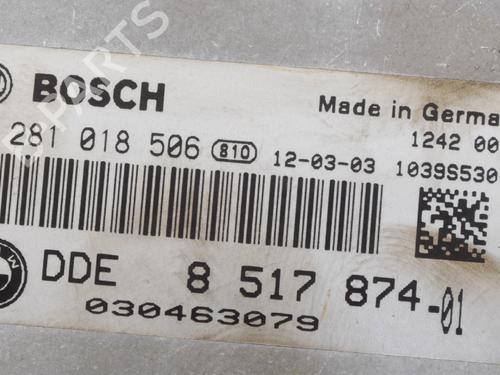 BOSCH
Made in Germa
281 018 506 810 12-03-03
1242 00
1039S530
DDE 8 517 874-01
030463079